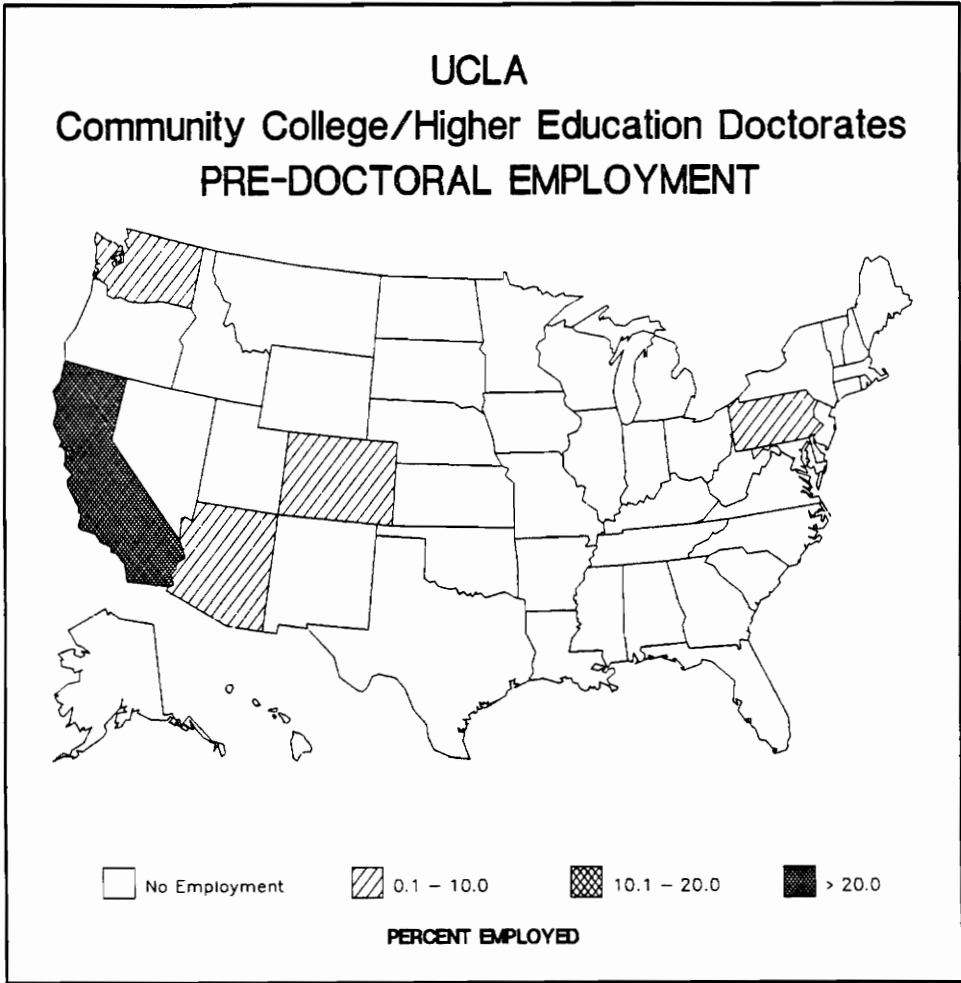 UCLA
Community College/Higher Education Doctorates
PRE-DOCTORAL EMPLOYMENT
No Employment
0.1 - 10.0
10.1 - 20.0
> 20.0
PERCENT EMPLOYED